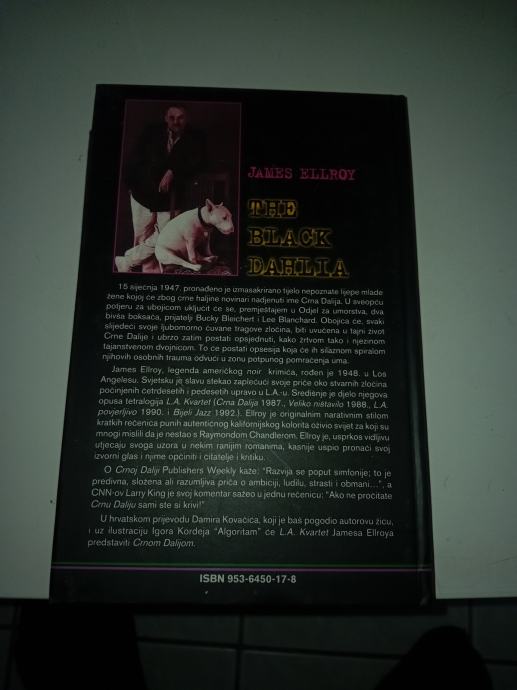 JAMES ELLROY
THE
BLACK
DAHLIA
15 siječnja 1947. pronađeno je izmasakrirano tijelo nepoznate lijepe mlade
žene kojoj će zbog crne haljine novinari nadjenuti ime Crna Dalija. U sveopću
potjeru za ubojicom uključit će se, premještajem u Odjel za umorstva, dva
bivša boksača, prijatelji Bucky Bleichert i Lee Blanchard. Obojica će, svaki
slijedeći svoje ljubomorno čuvane tragove zločina, biti uvučena u tajni život
Crne Dalije i ubrzo zatim postati opsjednuti, kako žrtvom tako i njezinom
tajanstvenom dvojnicom. To će postati opsesija koja će ih silaznom spiralom
njihovih osobnih trauma odvući u zonu potpunog pomračenja uma.
James Ellroy, legenda američkog noir krimića, rođen je 1948. u Los
Angelesu. Svjetsku je slavu stekao zaplećući svoje priče oko stvarnih zločina
počinjenih četrdesetih i pedesetih upravo u L.A.-u. Središnje je djelo njegova
opusa tetralogija L.A. Kvartet (Crna Dalija 1987., Veliko ništavilo 1988., L.A.
povjerljivo 1990. i Bijeli Jazz 1992.). Ellroy je originalnim narativnim stilom
kratkih rečenica punih autentičnog kalifornijskog kolorita oživio svijet za koji su
mnogi mislili da je nestao s Raymondom Chandlerom. Ellroy je, usprkos vidljivu
utjecaju svoga uzora u nekim ranijim romanima, kasnije uspio pronaći svoj
izvorni glas i njime općiniti i čitatelje i kritiku.
O Crnoj Daliji Publishers Weekly kaže: "Razvija se poput simfonije; to je
predivna, složena ali razumljiva priča o ambiciji, ludilu, strasti i obmani...", a
CNN-ov Larry King je svoj komentar sažeo u jednu rečenicu: "Ako ne pročitate
Crnu Daliju sami ste si krivi!"
U hrvatskom prijevodu Damira Kovačića, koji je baš pogodio autorovu žicu,
i uz ilustraciju Igora Kordeja "Algoritam" će L.A. Kvartet Jamesa Ellroya
predstaviti Crnom Dalijom.
ISBN 953-6450-17-8